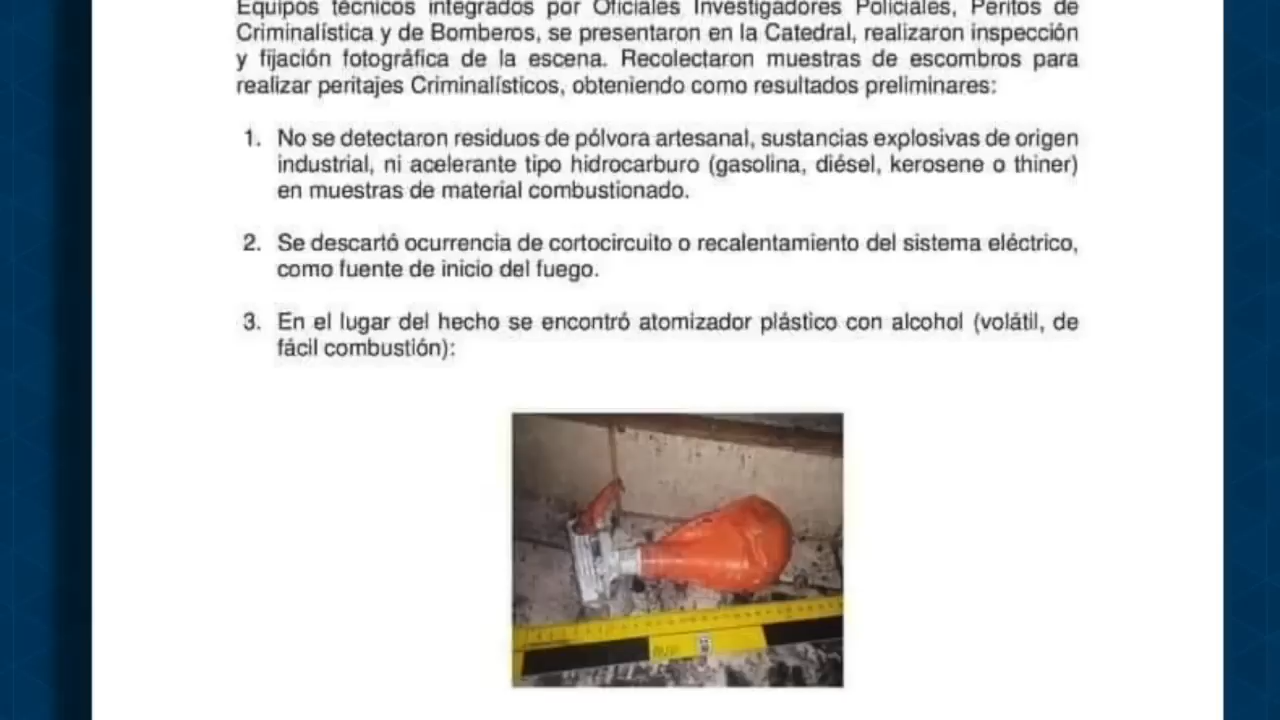 Equipos técnicos integrados por Oficiales Investigadores Policiales, Peritos de
Criminalística y de Bomberos, se presentaron en la Catedral, realizaron inspección
y fijación fotográfica de la escena. Recolectaron muestras de escombros para
realizar peritajes Criminalísticos, obteniendo como resultados preliminares:
1. No se detectaron residuos de pólvora artesanal, sustancias explosivas de origen
industrial, ni acelerante tipo hidrocarburo (gasolina, diésel, kerosene o thiner)
en muestras de material combustionado.
2. Se descartó ocurrencia de cortocircuito o recalentamiento del sistema eléctrico,
como fuente de inicio del fuego.
3. En el lugar del hecho se encontró atomizador plástico con alcohol (volátil, de
fácil combustión):